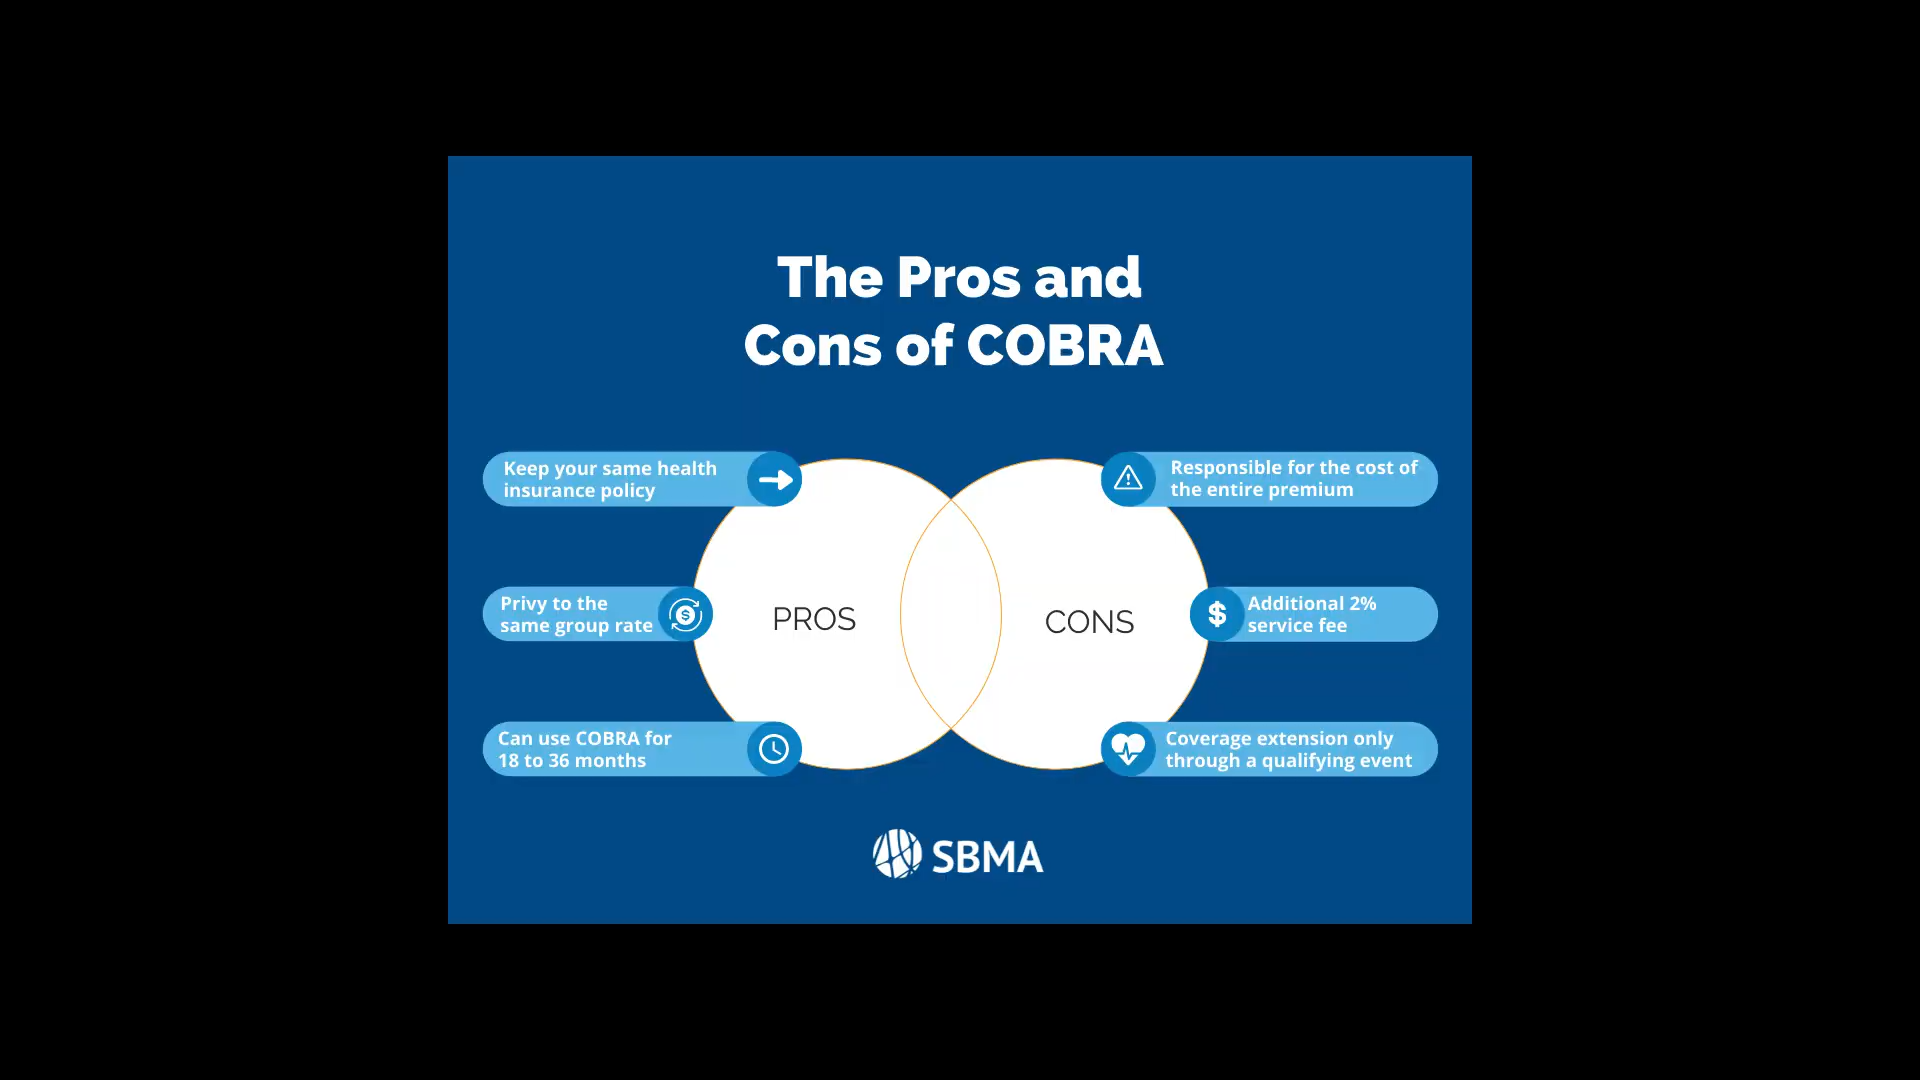 The Pros and
Cons of COBRA
Keep your same health
insurance policy
Privy to the
same group rate
Can use COBRA for
18 to 36 months
PROS
CONS
Responsible for the cost of
the entire premium
Additional 2%
service fee
Coverage extension only
through a qualifying event
SBMA